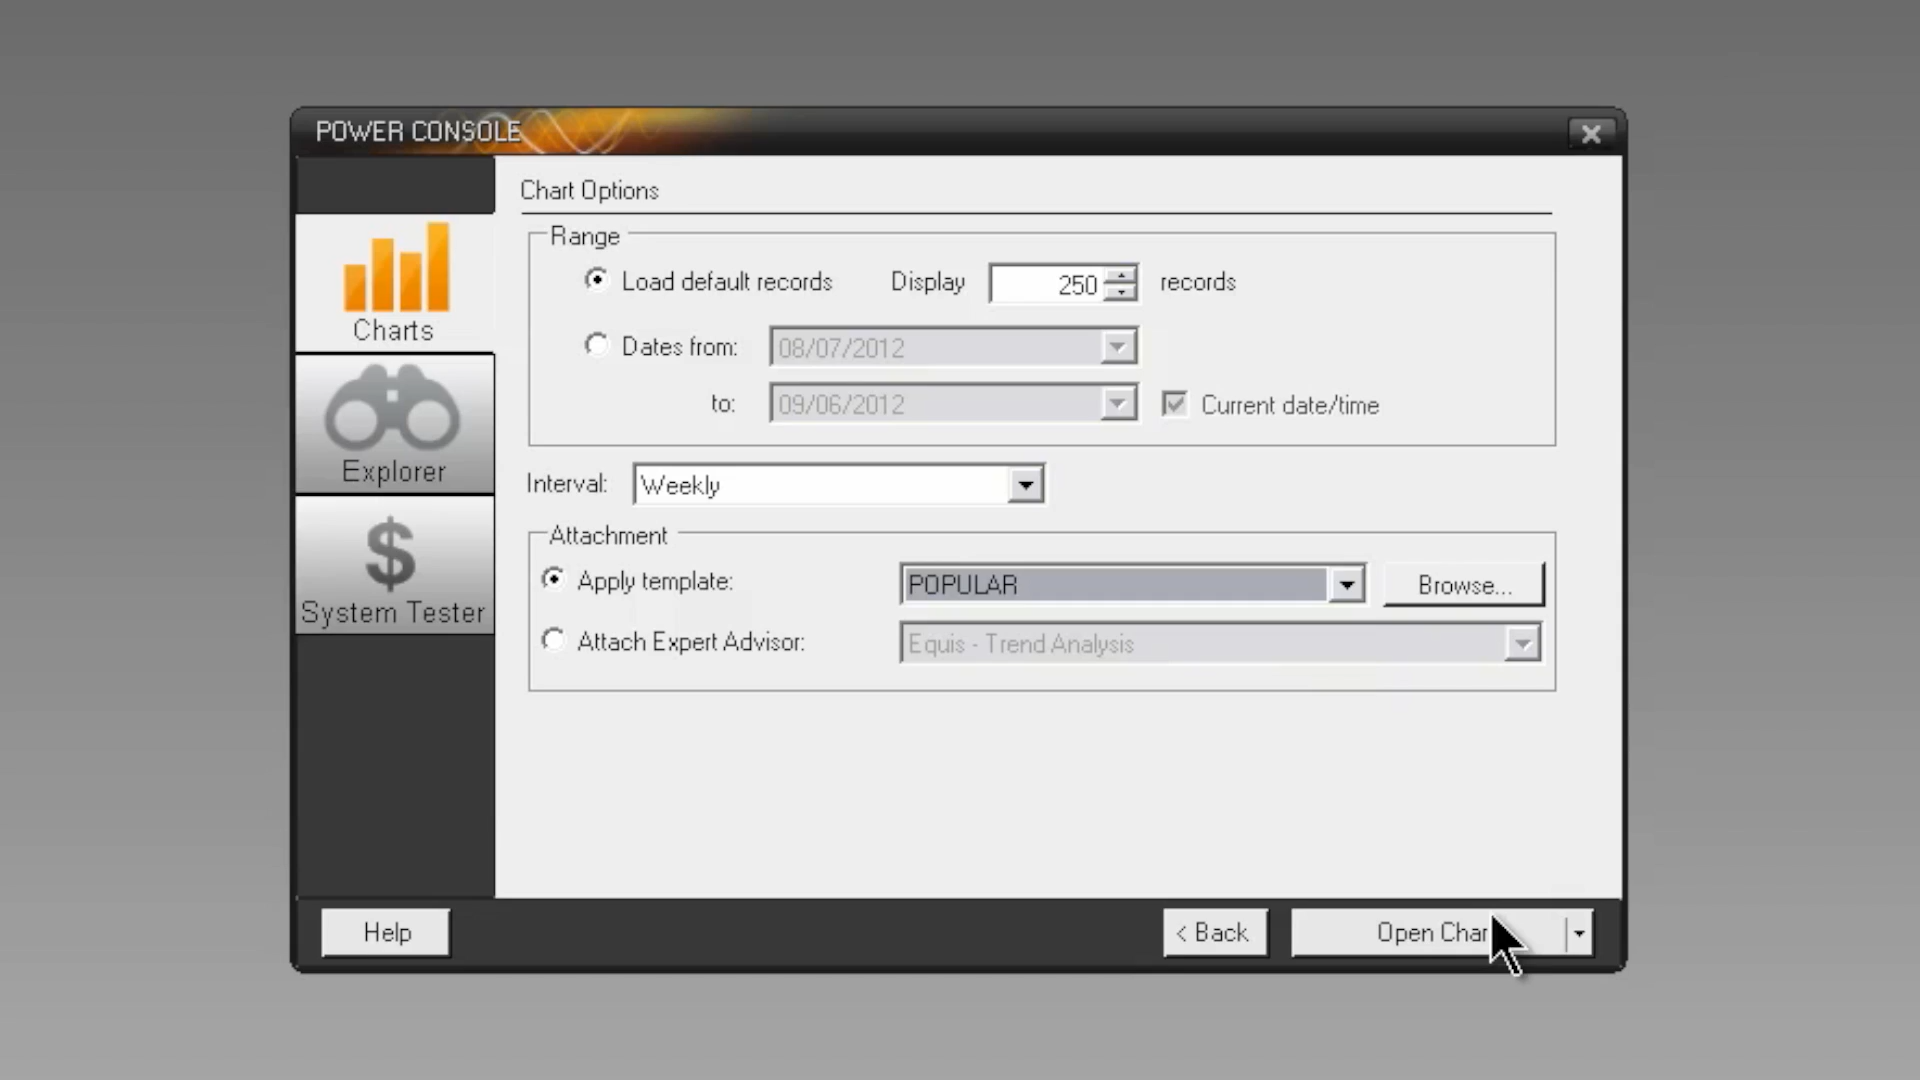 POWER CONSOLE
Chart Options
Range
Load default records Display 250 records
Charts
Dates from: 08/07/2012
to: 09/06/2012 Current date/time
Explorer
Interval: Weekly
Attachment
Apply template: POPULAR Browse...
System Tester
Attach Expert Advisor: Equis - Trend Analysis
Help < Back Open Char